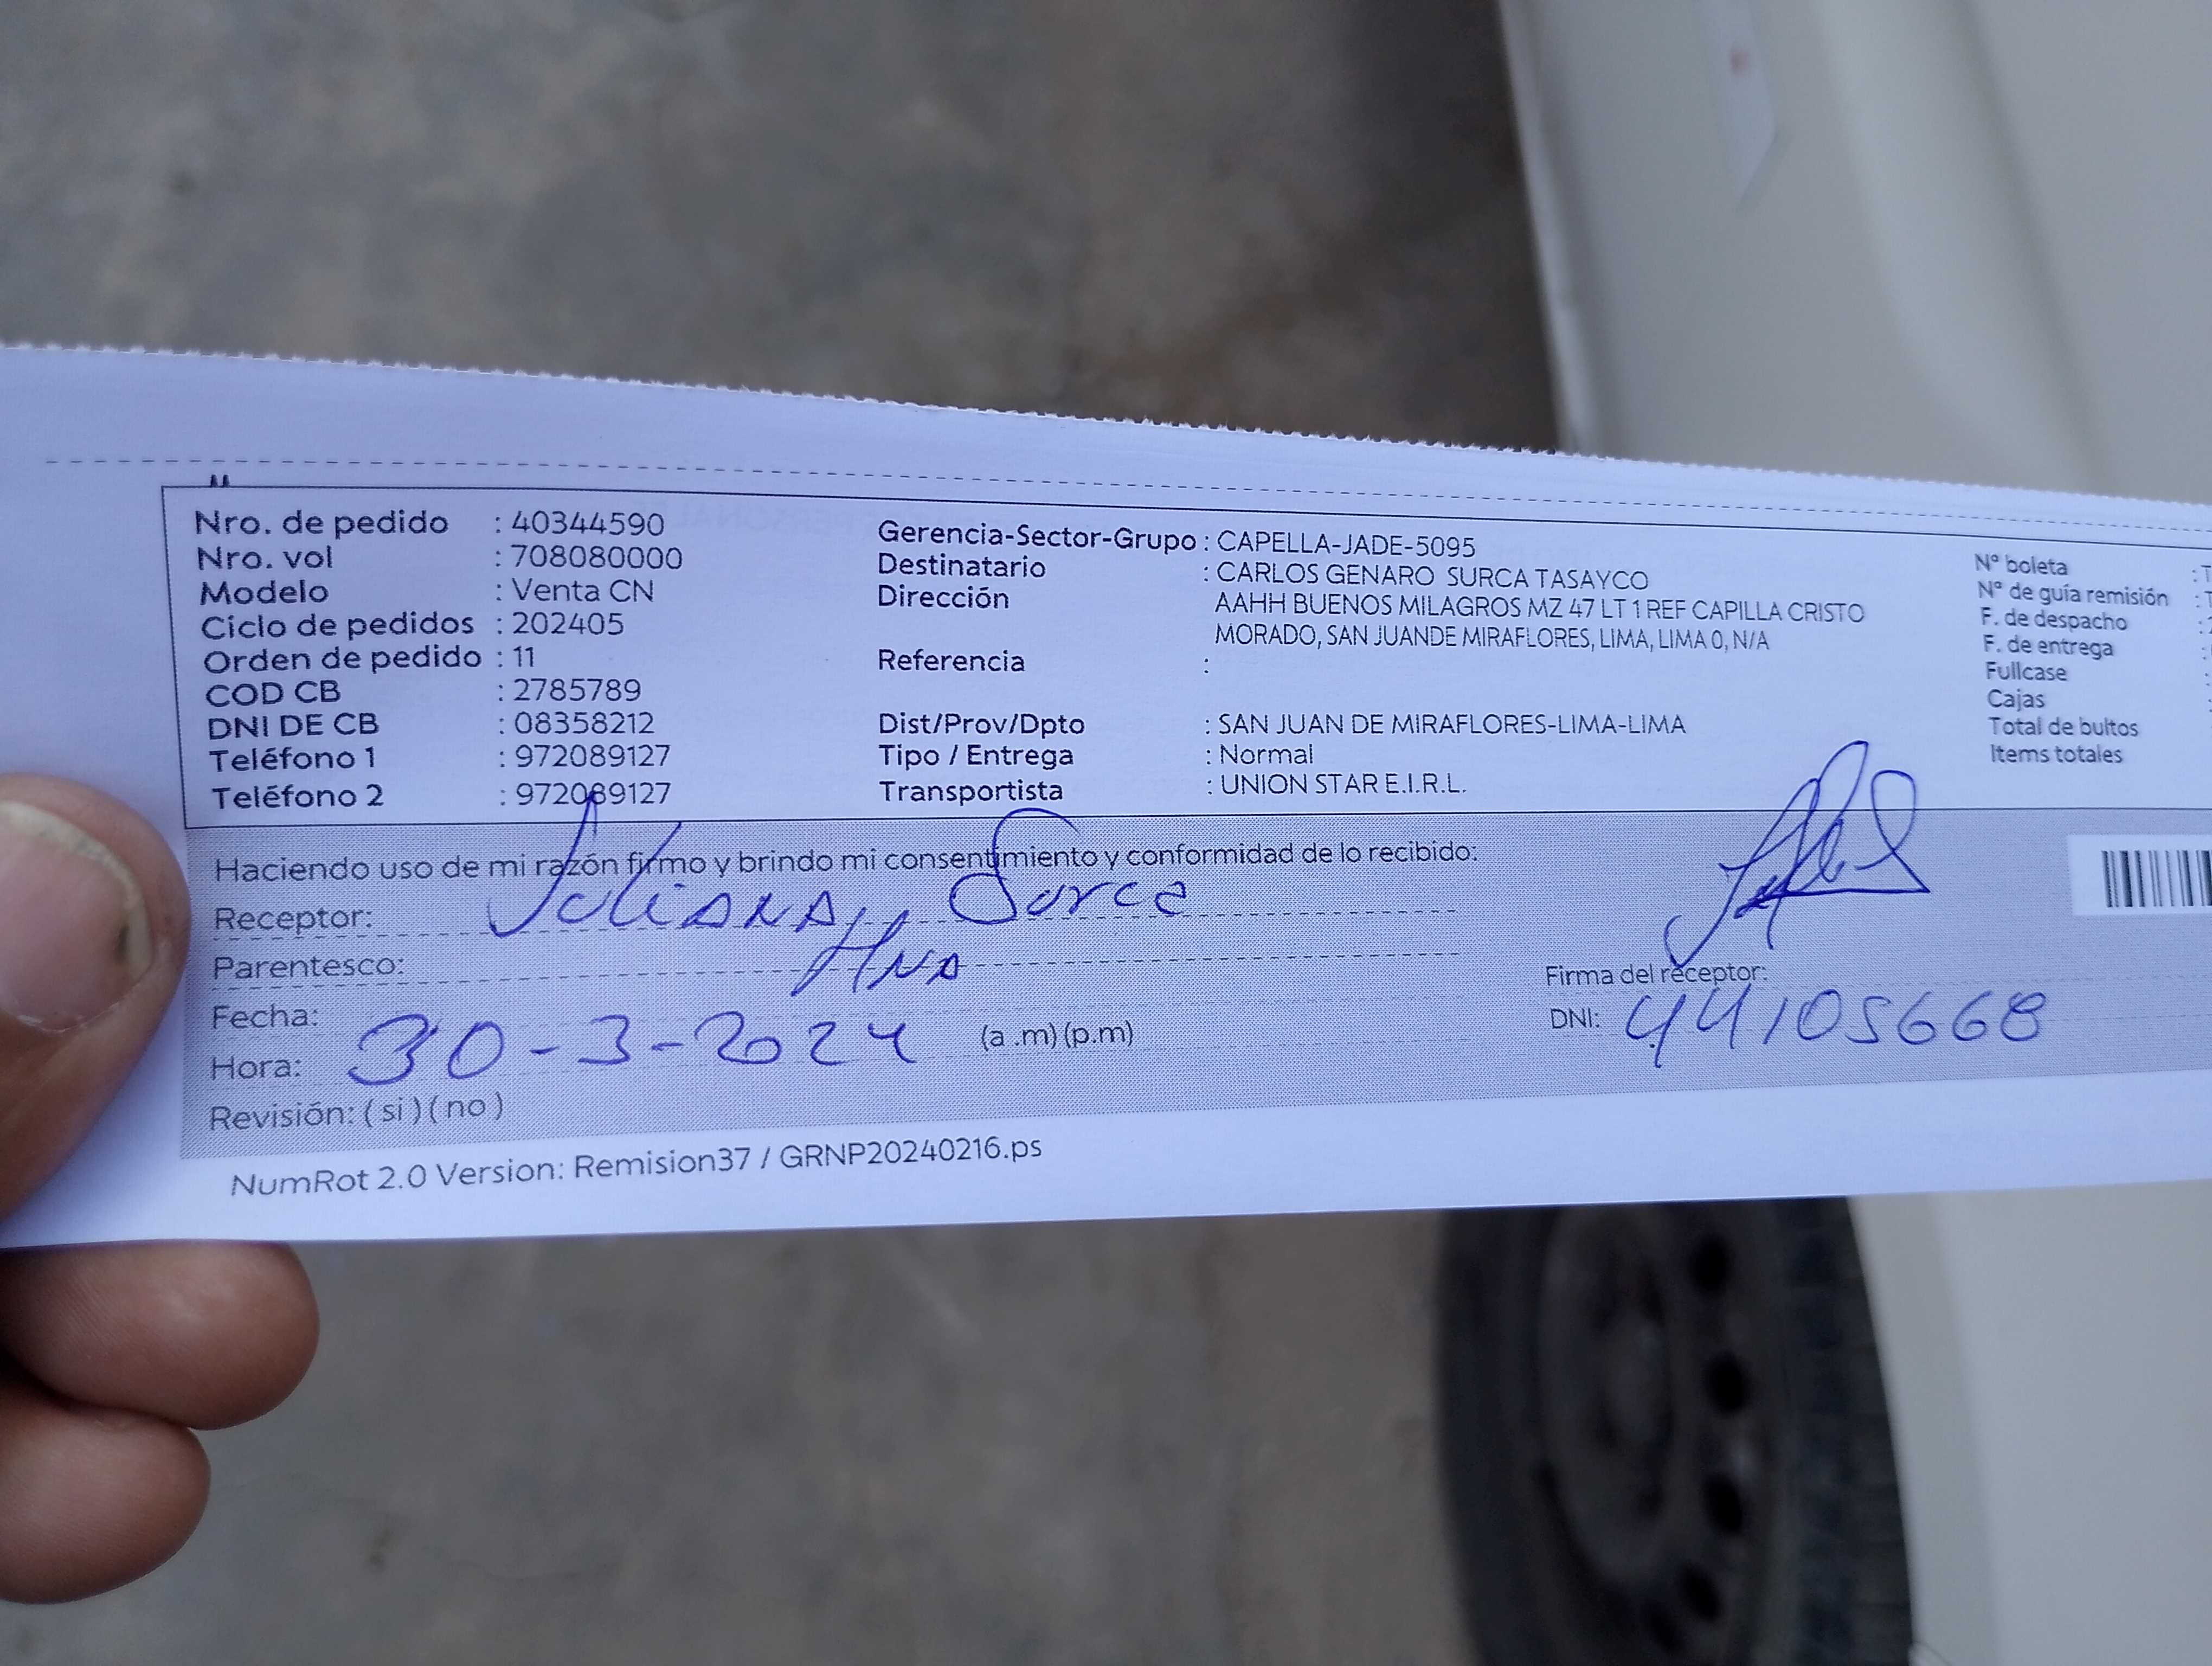 Nro. de pedido : 40344590
Nro. vol : 708080000
Modelo : Venta CN
Ciclo de pedidos : 202405
Orden de pedido : 11
COD CB : 2785789
DNI DE CB : 08358212
Teléfono 1 : 972089127
Teléfono 2 : 972089127
Gerencia-Sector-Grupo : CAPELLA-JADE-5095
Destinatario : CARLOS GENARO SURCA TASAYCO
Dirección AAHH BUENOS MILAGROS MZ 47 LT 1 REF CAPILLA CRISTO
MORADO, SAN JUANDE MIRAFLORES, LIMA, LIMA 0, N/A
Referencia :
Dist/Prov/Dpto : SAN JUAN DE MIRAFLORES-LIMA-LIMA
Tipo / Entrega : Normal
Transportista : UNION STAR E.I.R.L.
Nº boleta : T
Nº de guía remisión : T
F. de despacho :
F. de entrega :
Fullcase :
Cajas :
Total de bultos
Items totales
Haciendo uso de mi razón firmo y brindo mi consentimiento y conformidad de lo recibido:
Receptor: Juliana Surca
Parentesco: Hna
Fecha: 30-3-2024
Hora: (a .m) (p.m)
Revisión: ( si ) ( no )
Firma del receptor:
DNI: 44105668
NumRot 2.0 Version: Remision37 / GRNP20240216.ps